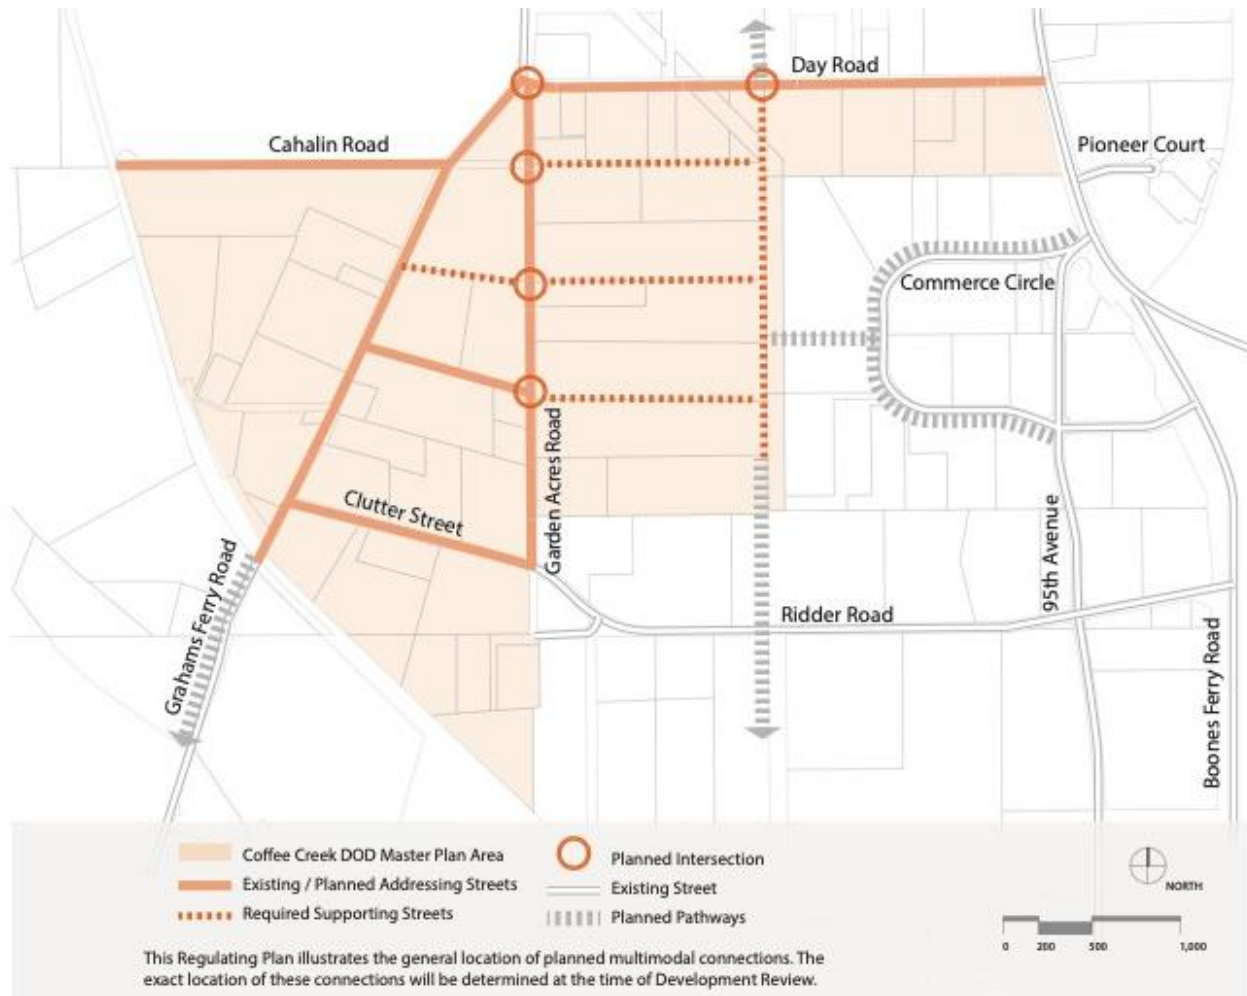 Day Road
Cahalin Road
Pioneer Court
Commerce Circle
Clutter Street
Garden Acres Road
95th Avenue
Grahams Ferry Road
Ridder Road
Boones Ferry Road
Coffee Creek DOD Master Plan Area
Existing / Planned Addressing Streets
Required Supporting Streets
Planned Intersection
Existing Street
Planned Pathways
NORTH
0 200 500 1,000
This Regulating Plan illustrates the general location of planned multimodal connections. The
exact location of these connections will be determined at the time of Development Review.